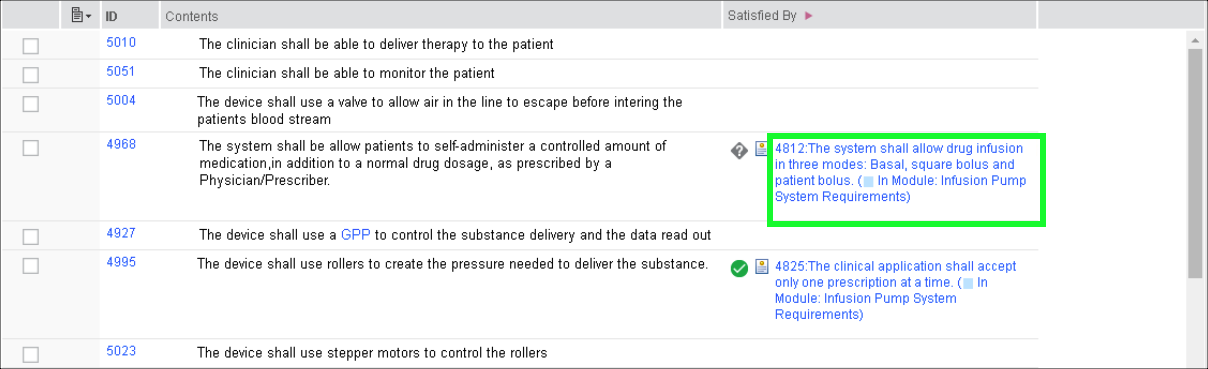 ID Contents Satisfied By
5010 The clinician shall be able to deliver therapy to the patient
5051 The clinician shall be able to monitor the patient
5004 The device shall use a valve to allow air in the line to escape before intering the
patients blood stream
4968 The system shall be allow patients to self-administer a controlled amount of
medication,in addition to a normal drug dosage, as prescribed by a
Physician/Prescriber.
4812:The system shall allow drug infusion
in three modes: Basal, square bolus and
patient bolus. ( In Module: Infusion Pump
System Requirements)
4927 The device shall use a GPP to control the substance delivery and the data read out
4995 The device shall use rollers to create the pressure needed to deliver the substance.
4825:The clinical application shall accept
only one prescription at a time. ( In
Module: Infusion Pump System
Requirements)
5023 The device shall use stepper motors to control the rollers